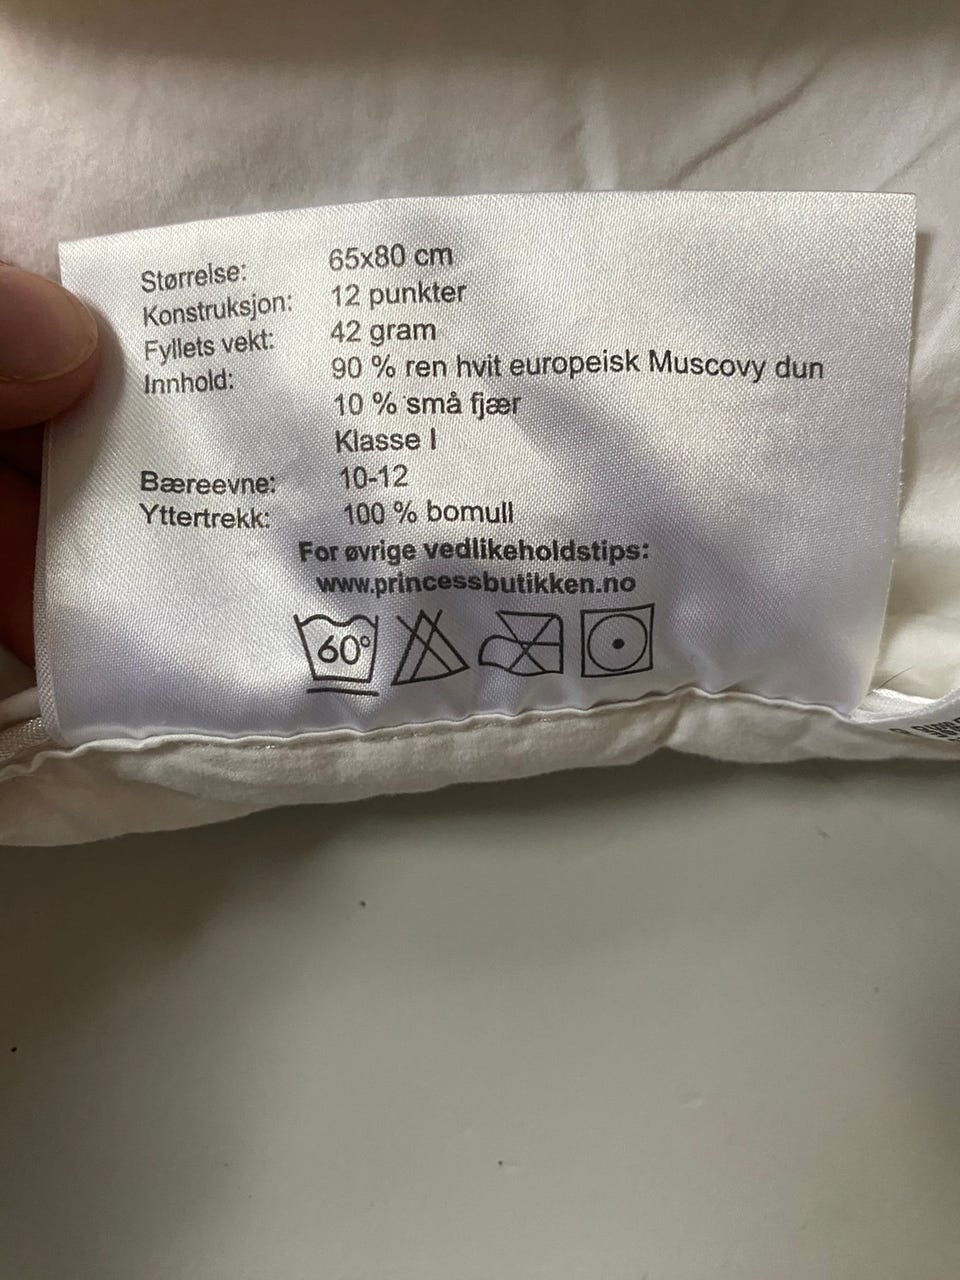 Størrelse: 65x80 cm
Konstruksjon: 12 punkter
Fyllets vekt: 42 gram
Innhold: 90 % ren hvit europeisk Muscovy dun
10 % små fjær
Klasse I
Bæreevne: 10-12
Yttertrekk: 100 % bomull
For øvrige vedlikeholdstips:
www.princessbutikken.no
60°